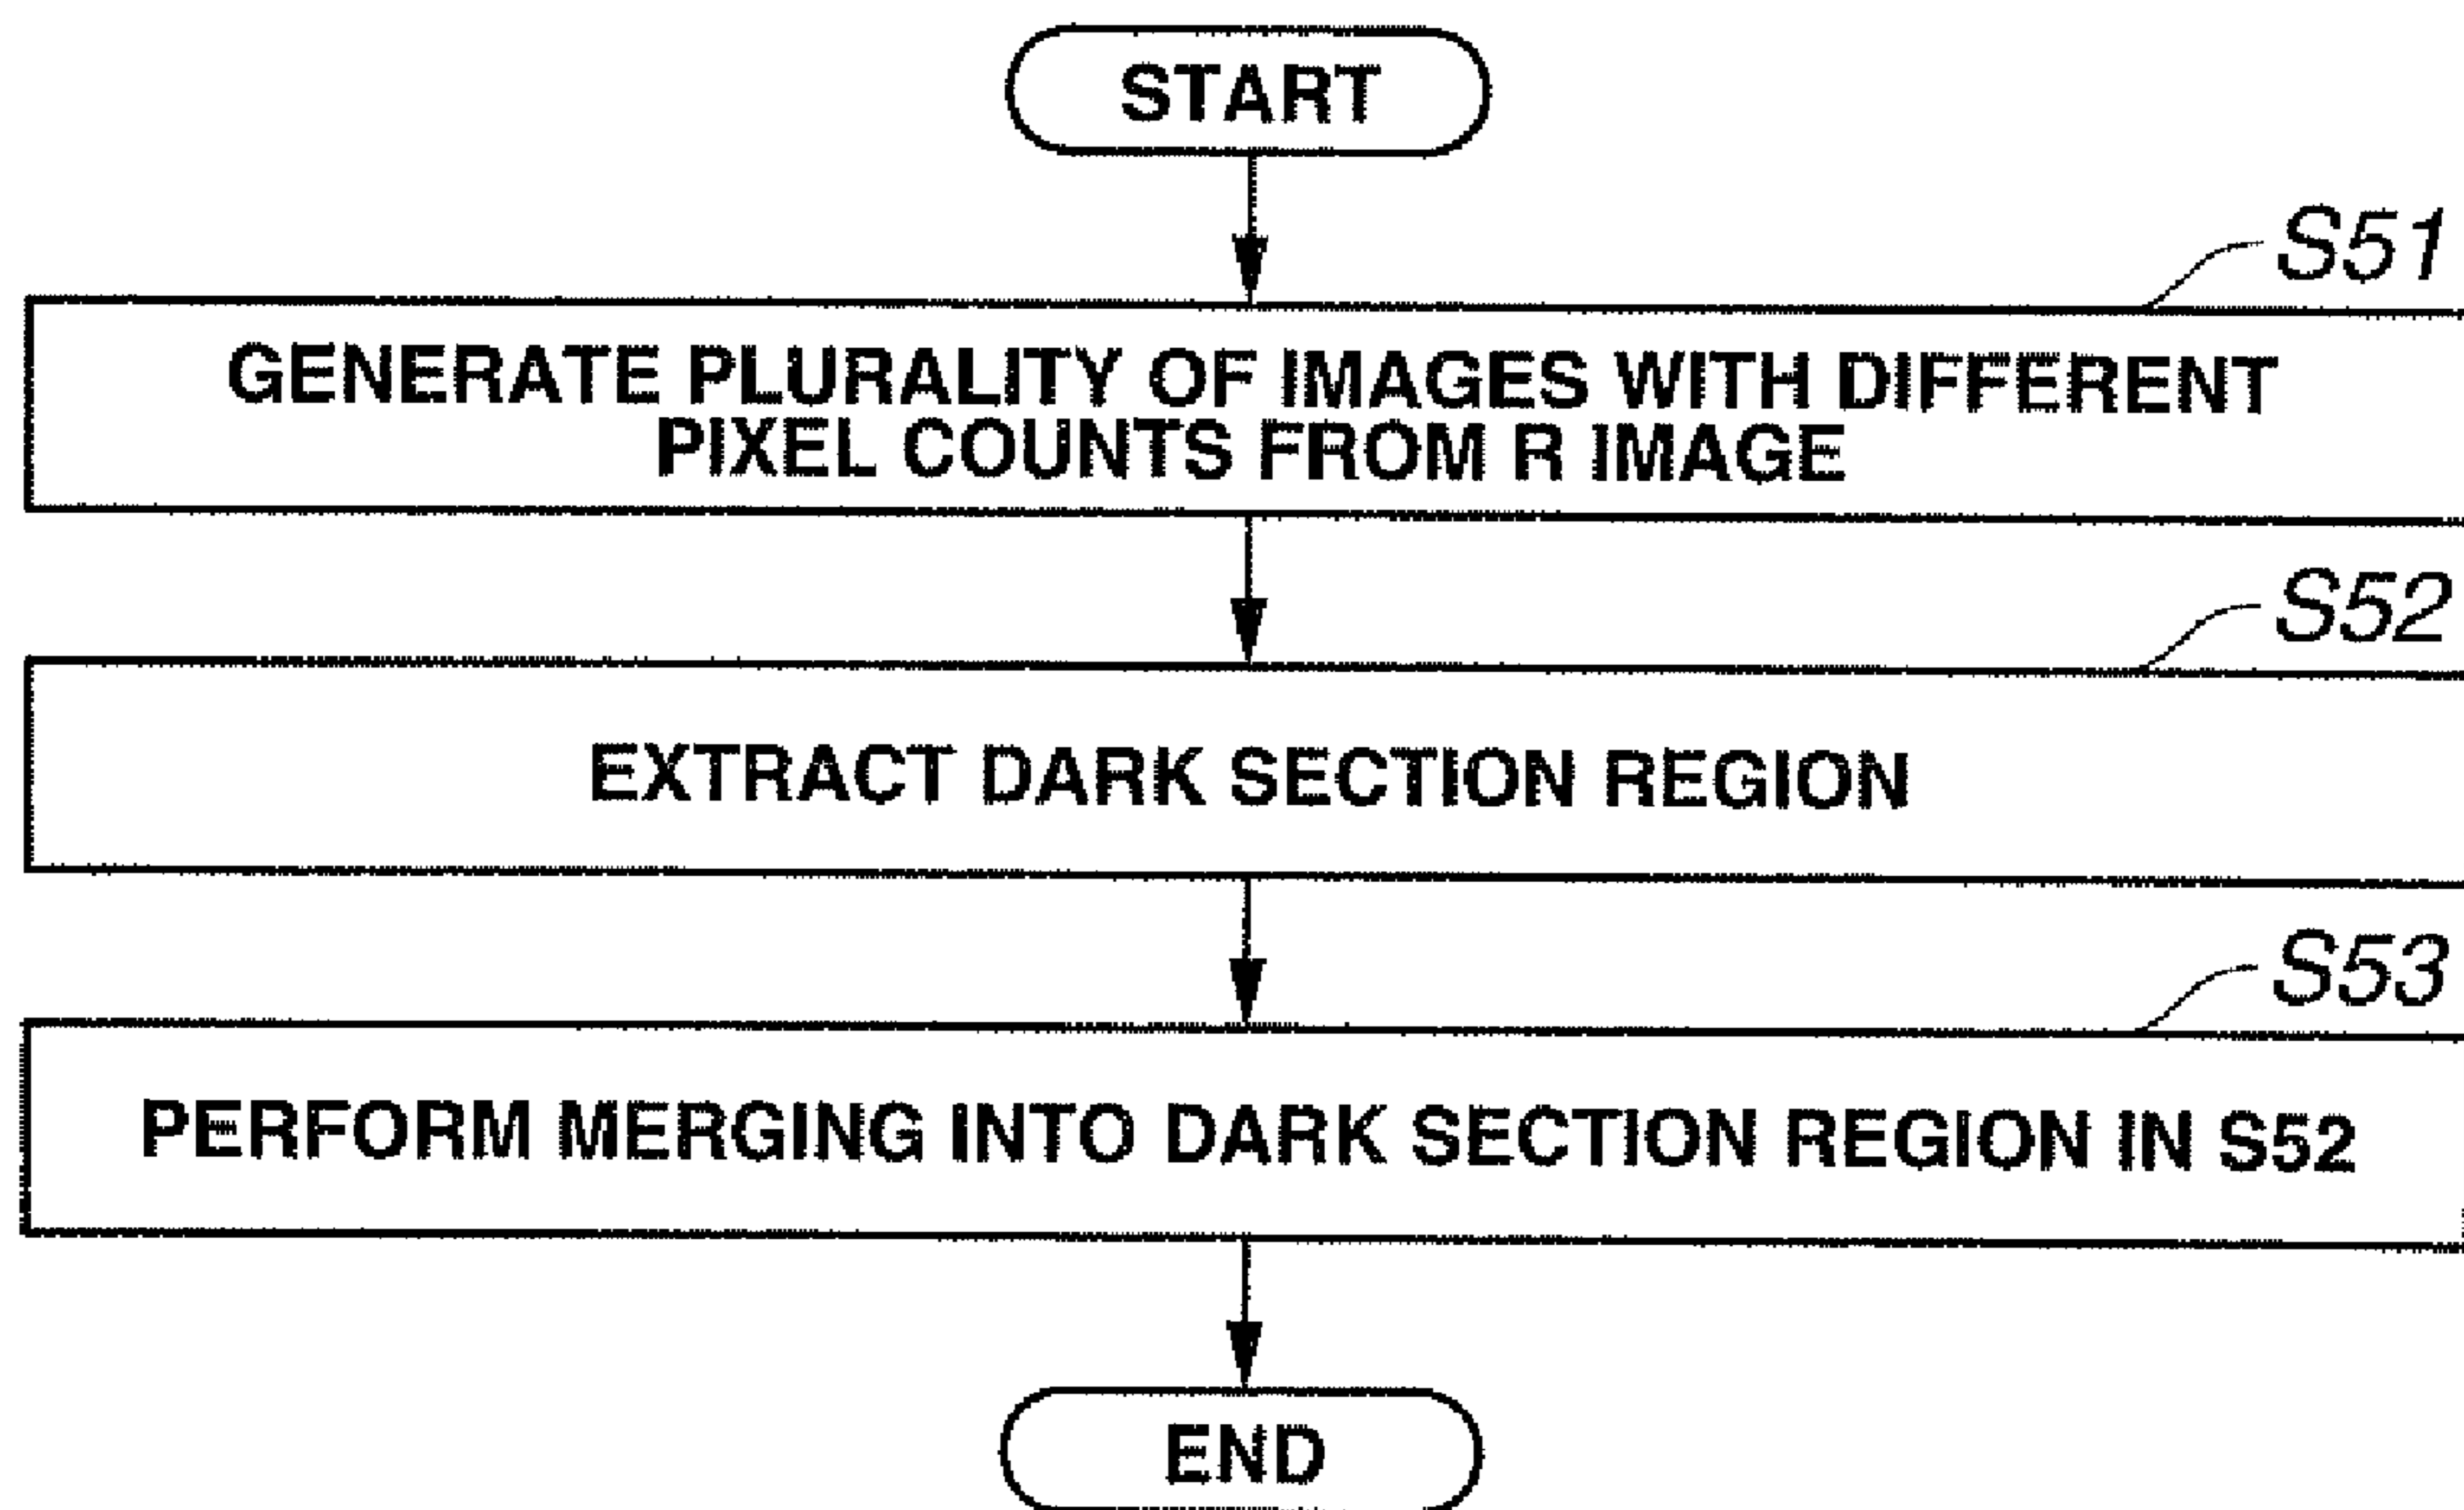 START
S51
GENERATE PLURALITY OF IMAGES WITH DIFFERENT
PIXEL COUNTS FROM R IMAGE
S52
EXTRACT DARK SECTION REGION
S53
PERFORM MERGING INTO DARK SECTION REGION IN S52
END